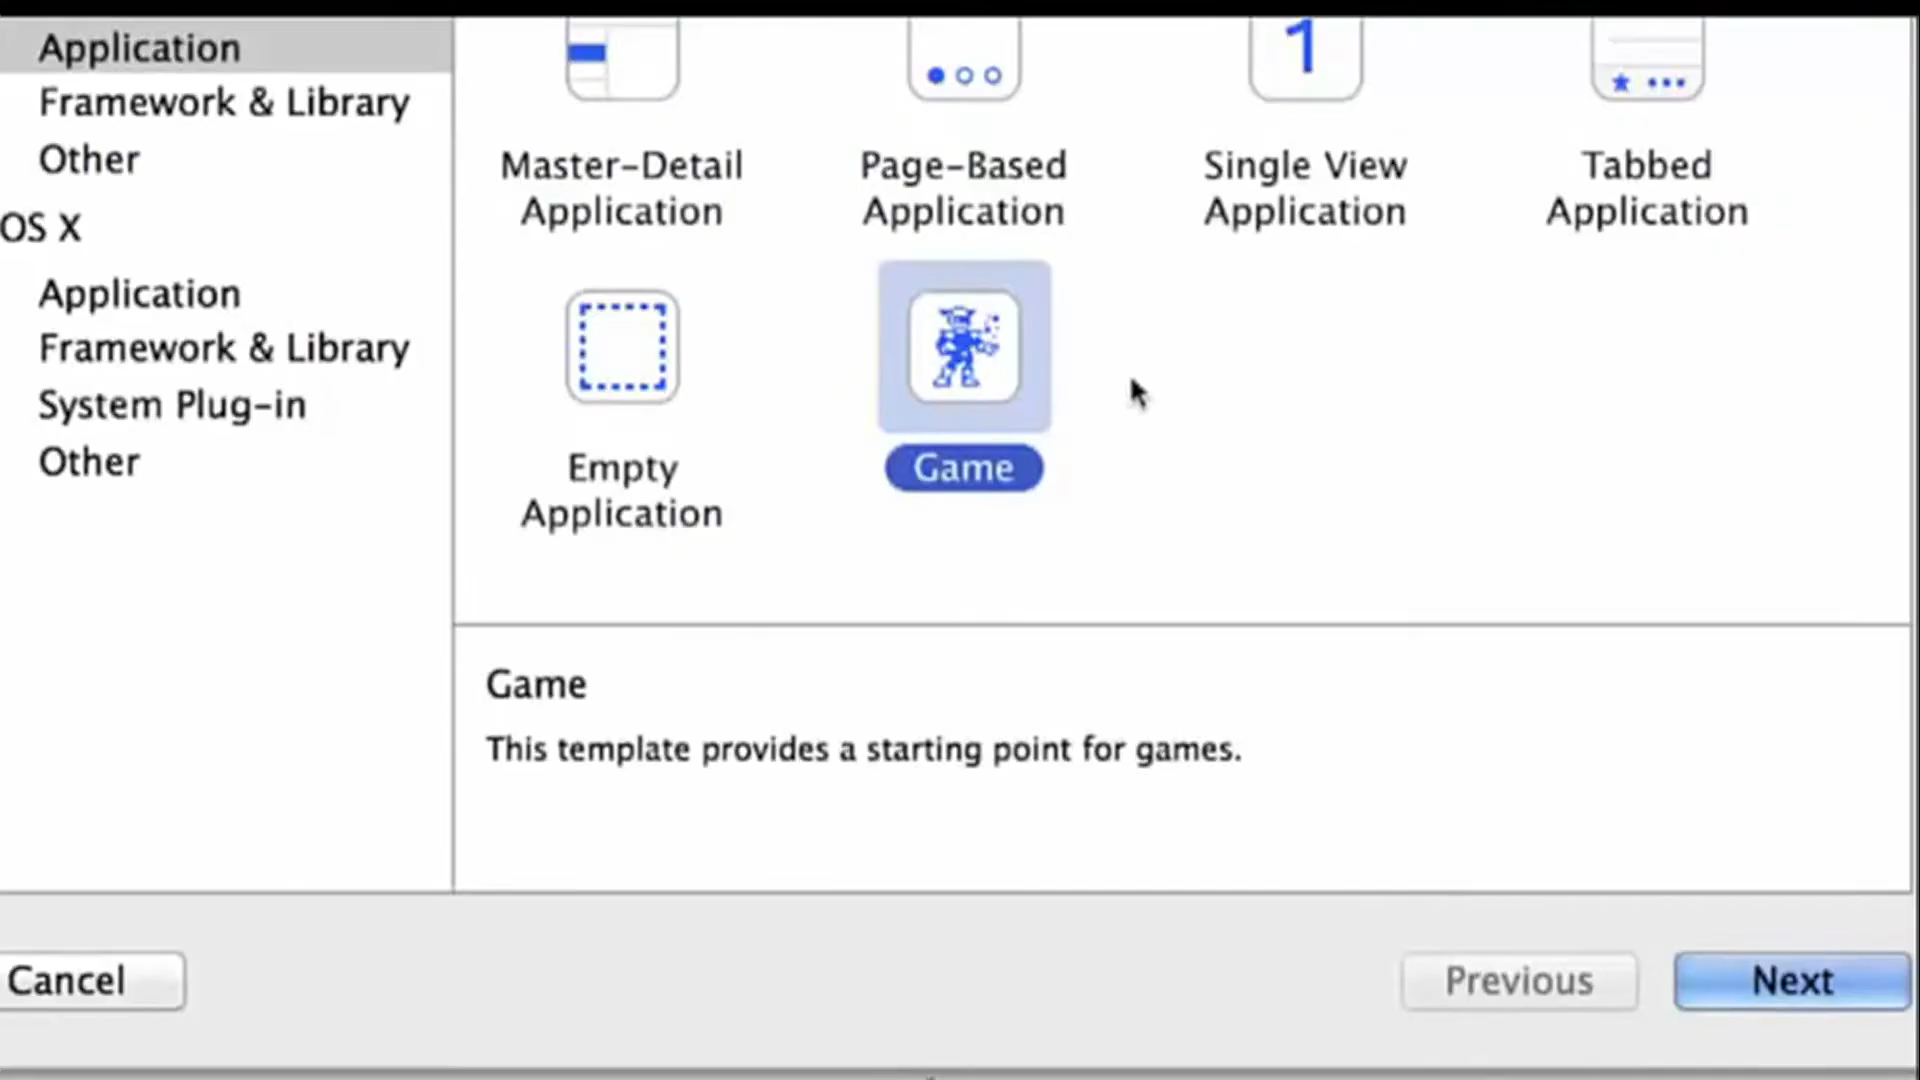 Application
Framework & Library
Other
OS X
Application
Framework & Library
System Plug-in
Other
1
Master-Detail
Application
Page-Based
Application
Single View
Application
Tabbed
Application
Empty
Application
Game
Game
This template provides a starting point for games.
Cancel
Previous
Next